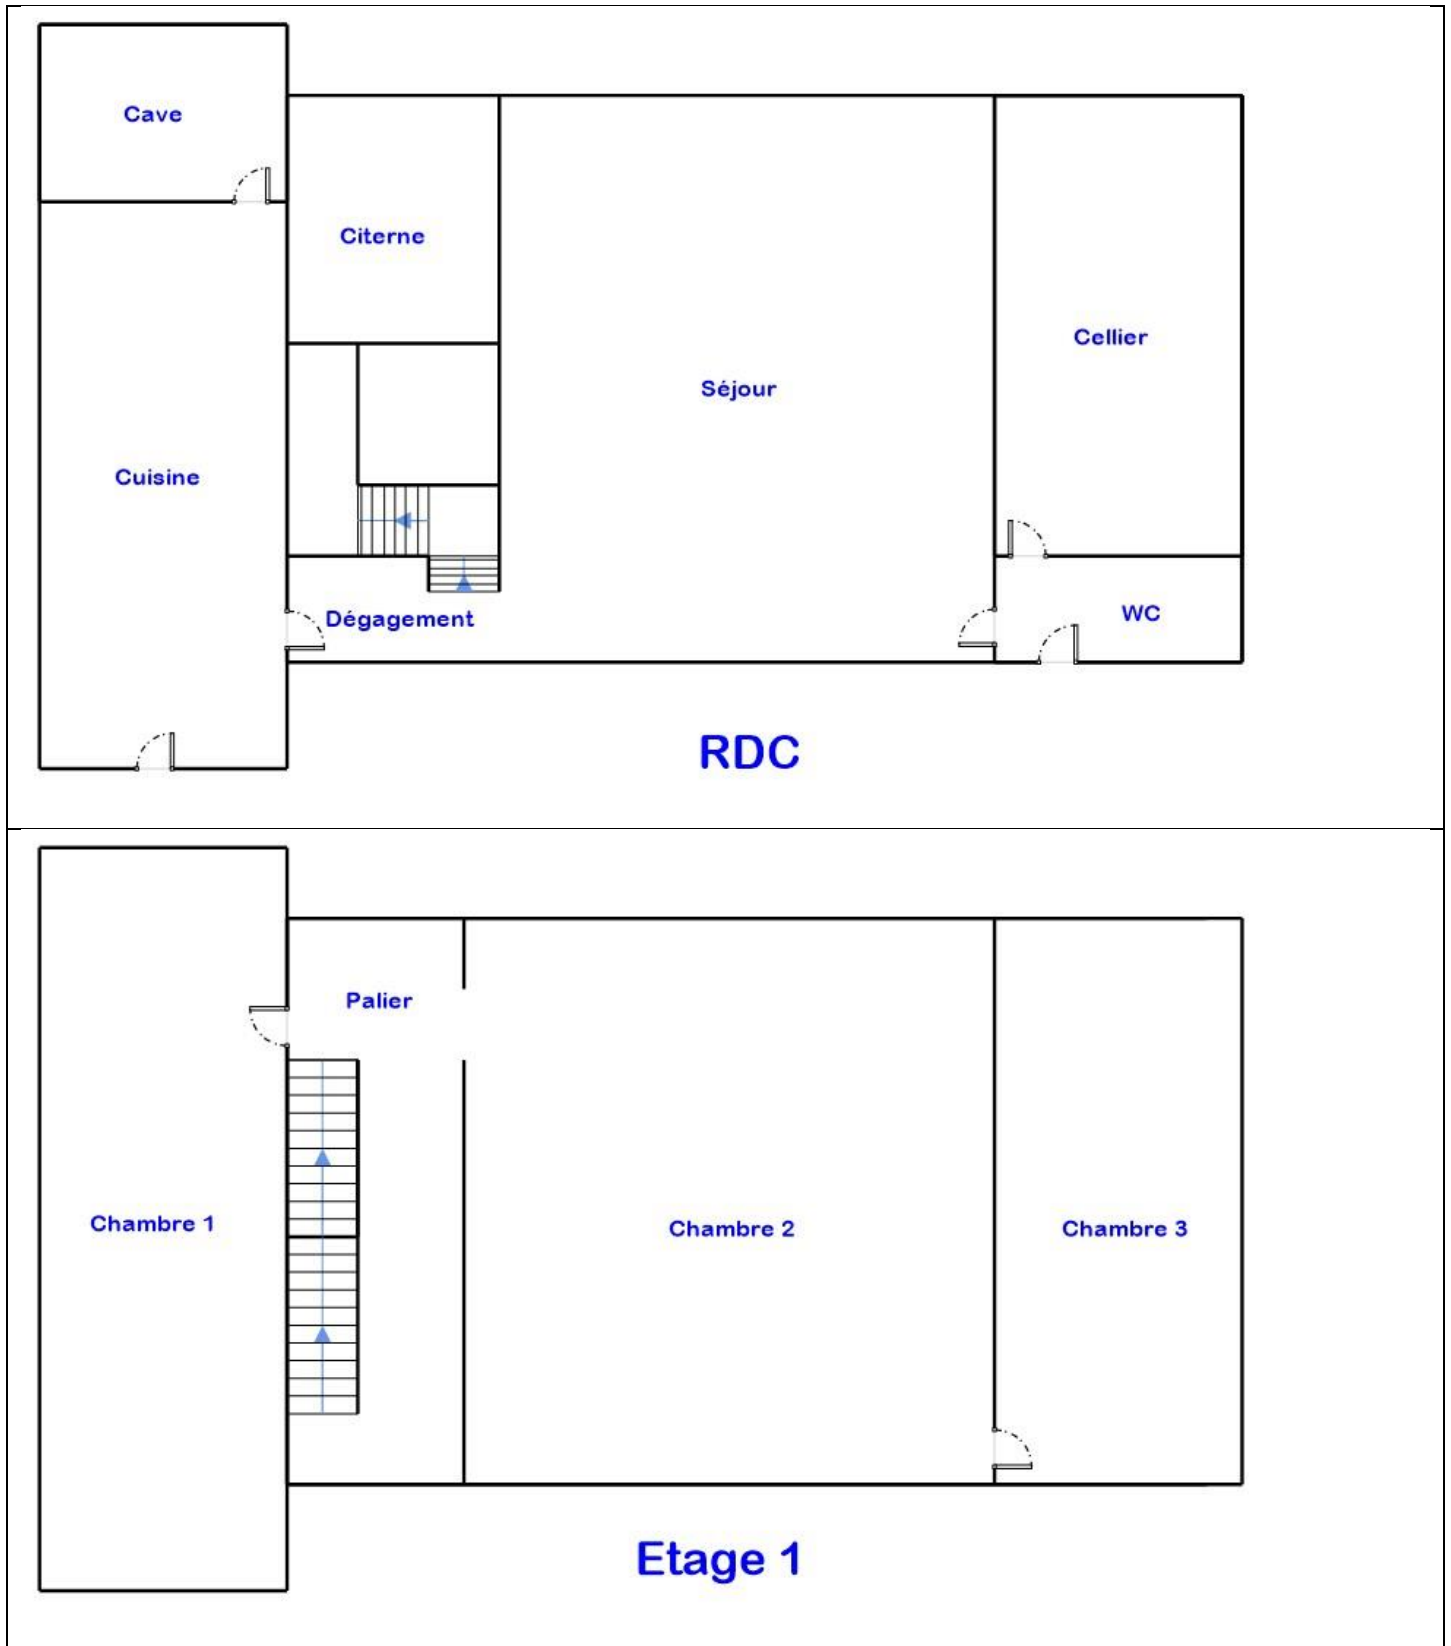 Cave
Citerne
Cellier
Séjour
Cuisine
WC
Dégagement
RDC
Palier
Chambre 1
Chambre 2
Chambre 3
Etage 1